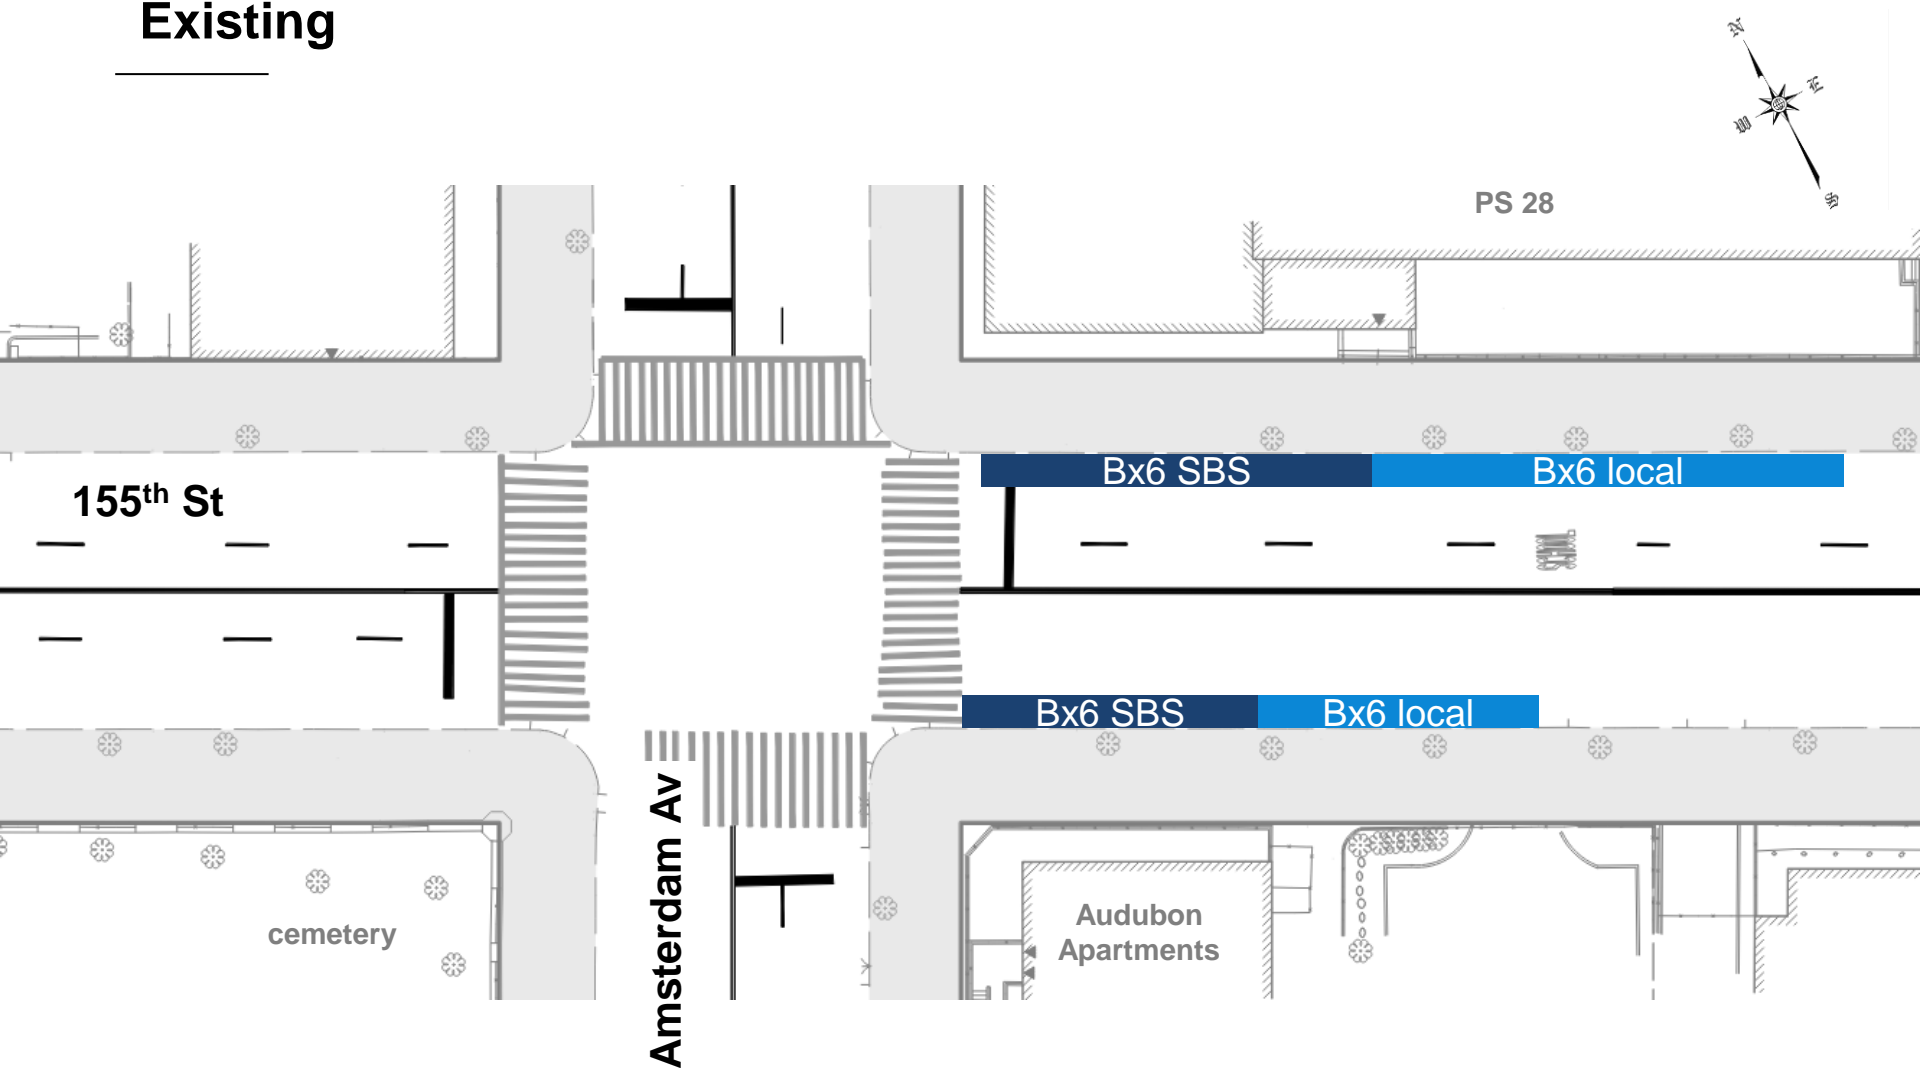 Existing
N
E
W
S
PS 28
Bx6 SBS
Bx6 local
155th St
Bx6 SBS
Bx6 local
Amsterdam Av
cemetery
Audubon
Apartments